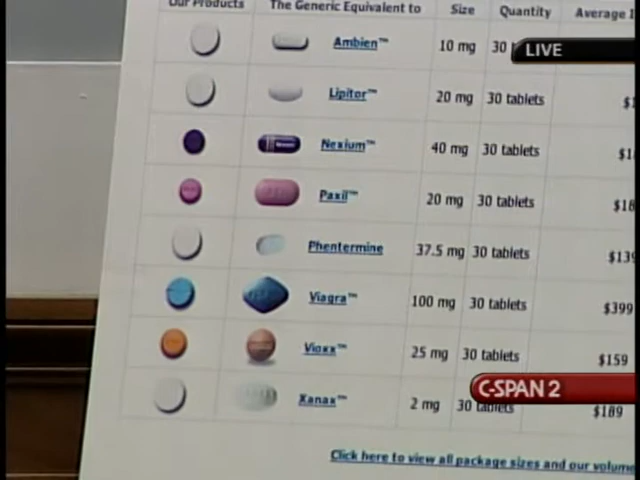 Our Products The Generic Equivalent to Size Quantity Average
Ambien™ 10 mg 30
LIVE
Lipitor™ 20 mg 30 tablets
Nexium™ 40 mg 30 tablets
Paxil™ 20 mg 30 tablets
Phentermine 37.5 mg 30 tablets
Viagra™ 100 mg 30 tablets $399
Vioxx™ 25 mg 30 tablets $159
C-SPAN 2
Xanax™ 2 mg 30 tablets $189
Click here to view all package sizes and our volume